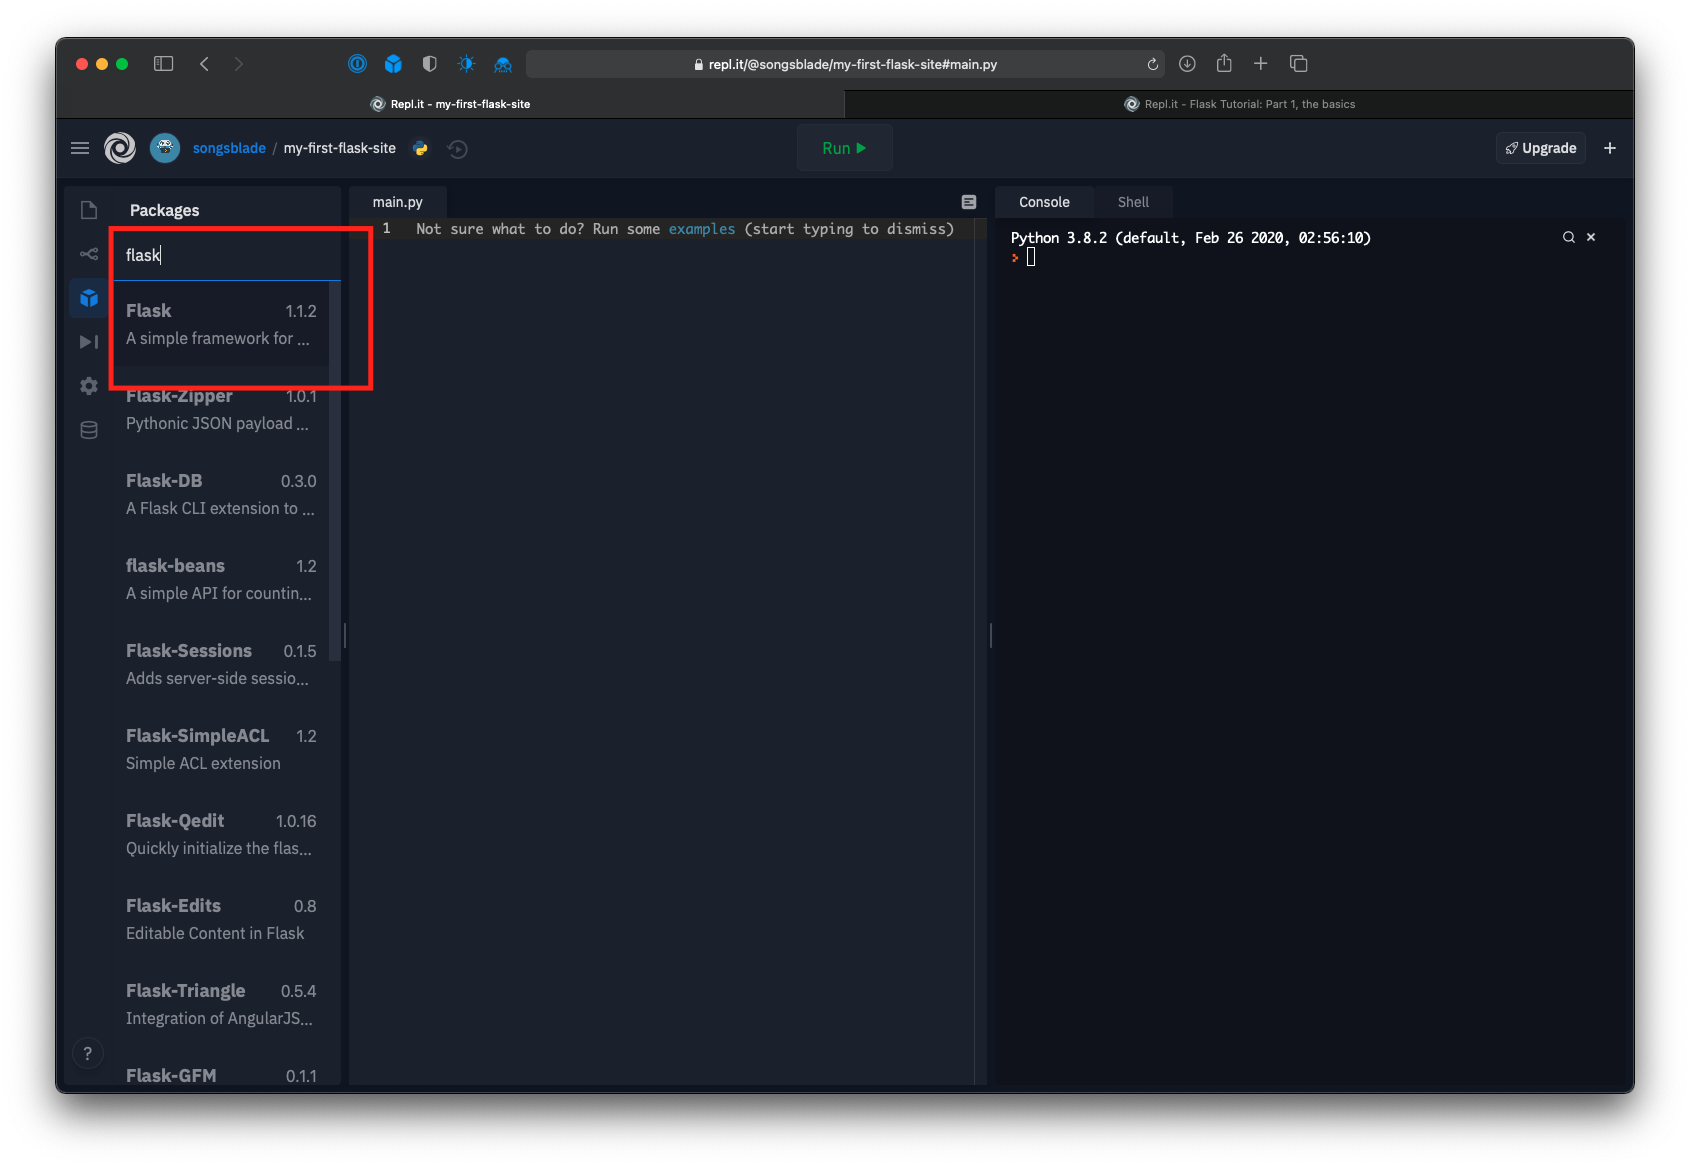 repl.it/@songsblade/my-first-flask-site#main.py
Repl.it - my-first-flask-site
Repl.it - Flask Tutorial: Part 1, the basics
songsblade / my-first-flask-site
Run
Upgrade
Packages
flask
Flask 1.1.2
A simple framework for ...
Flask-Zipper 1.0.1
Pythonic JSON payload ...
Flask-DB 0.3.0
A Flask CLI extension to ...
flask-beans 1.2
A simple API for countin...
Flask-Sessions 0.1.5
Adds server-side sessio...
Flask-SimpleACL 1.2
Simple ACL extension
Flask-Qedit 1.0.16
Quickly initialize the flas...
Flask-Edits 0.8
Editable Content in Flask
Flask-Triangle 0.5.4
Integration of AngularJS...
Flask-GFM 0.1.1
?
main.py
1 Not sure what to do? Run some examples (start typing to dismiss)
Console Shell
Python 3.8.2 (default, Feb 26 2020, 02:56:10)